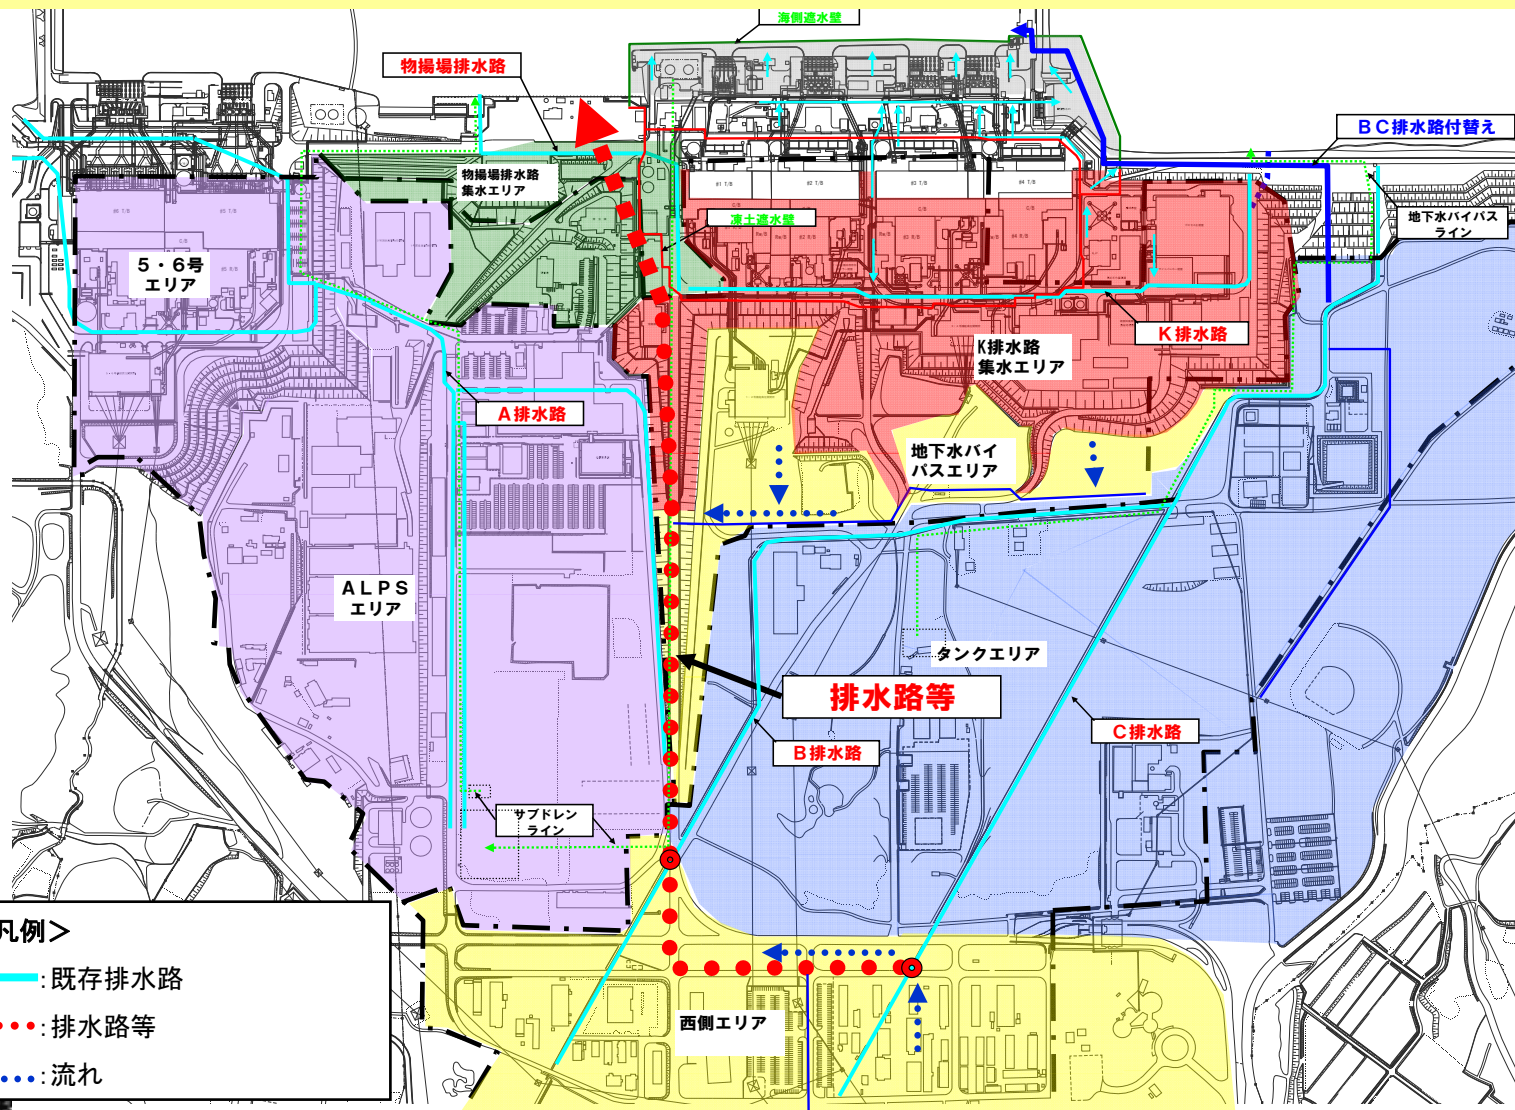 海側遮水壁
物揚場排水路
BC排水路付替え
物揚場排水路
集水エリア
#1 T/B
#2 T/B
#3 T/B
#4 T/B
凍土遮水壁
地下水バイパス
ライン
5・6号
エリア
K排水路
K排水路
集水エリア
A排水路
地下水バイ
パスエリア
ALPS
エリア
タンクエリア
排水路等
B排水路
C排水路
サブドレン
ライン
西側エリア
凡例>
:既存排水路
:排水路等
:流れ